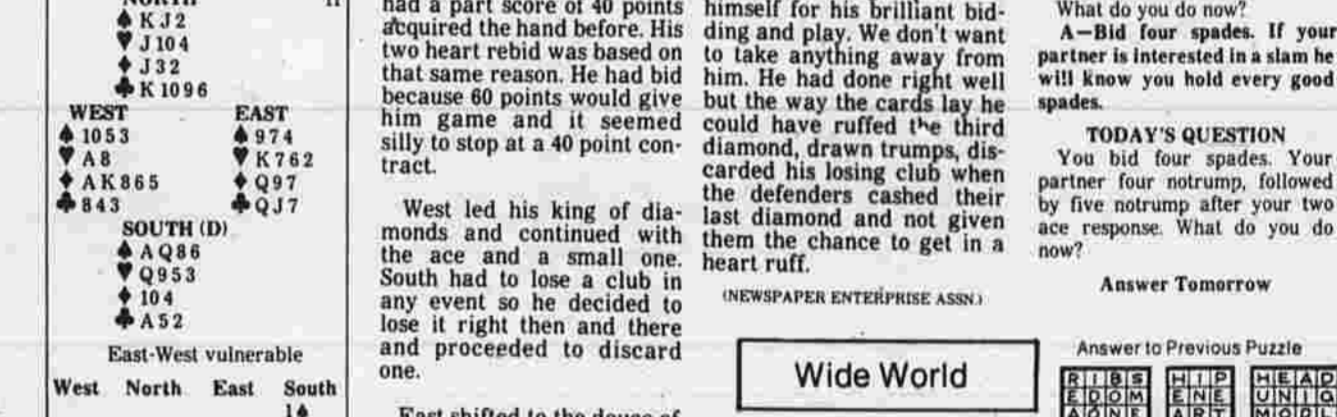 NORTH
♠ K J 2
♥ J 10 4
♦ J 3 2
♣ K 10 9 6
WEST EAST
♠ 10 5 3 ♠ 9 7 4
♥ A 8 ♥ K 7 6 2
♦ A K 8 6 5 ♦ Q 9 7
♣ 8 4 3 ♣ Q J 7
SOUTH (D)
♠ A Q 8 6
♥ Q 9 5 3
♦ 10 4
♣ A 5 2
East-West vulnerable
West North East South
1♠
had a part score of 40 points
acquired the hand before. His
two heart rebid was based on
that same reason. He had bid
because 60 points would give
him game and it seemed
silly to stop at a 40 point con-
tract.
West led his king of dia-
monds and continued with
the ace and a small one.
South had to lose a club in
any event so he decided to
lose it right then and there
and proceeded to discard
one.
East shifted to the deuce of
himself for his brilliant bid-
ding and play. We don't want
to take anything away from
him. He had done right well
but the way the cards lay he
could have ruffed the third
diamond, drawn trumps, dis-
carded his losing club when
the defenders cashed their
last diamond and not given
them the chance to get in a
heart ruff.
(NEWSPAPER ENTERPRISE ASSN.)
Wide World
What do you do now?
A—Bid four spades. If your
partner is interested in a slam he
will know you hold every good
spades.
TODAY'S QUESTION
You bid four spades. Your
partner four notrump, followed
by five notrump after your two
ace response. What do you do
now?
Answer Tomorrow
Answer to Previous Puzzle
RIBS HIP HEAD
EDOM ENE UNIQ